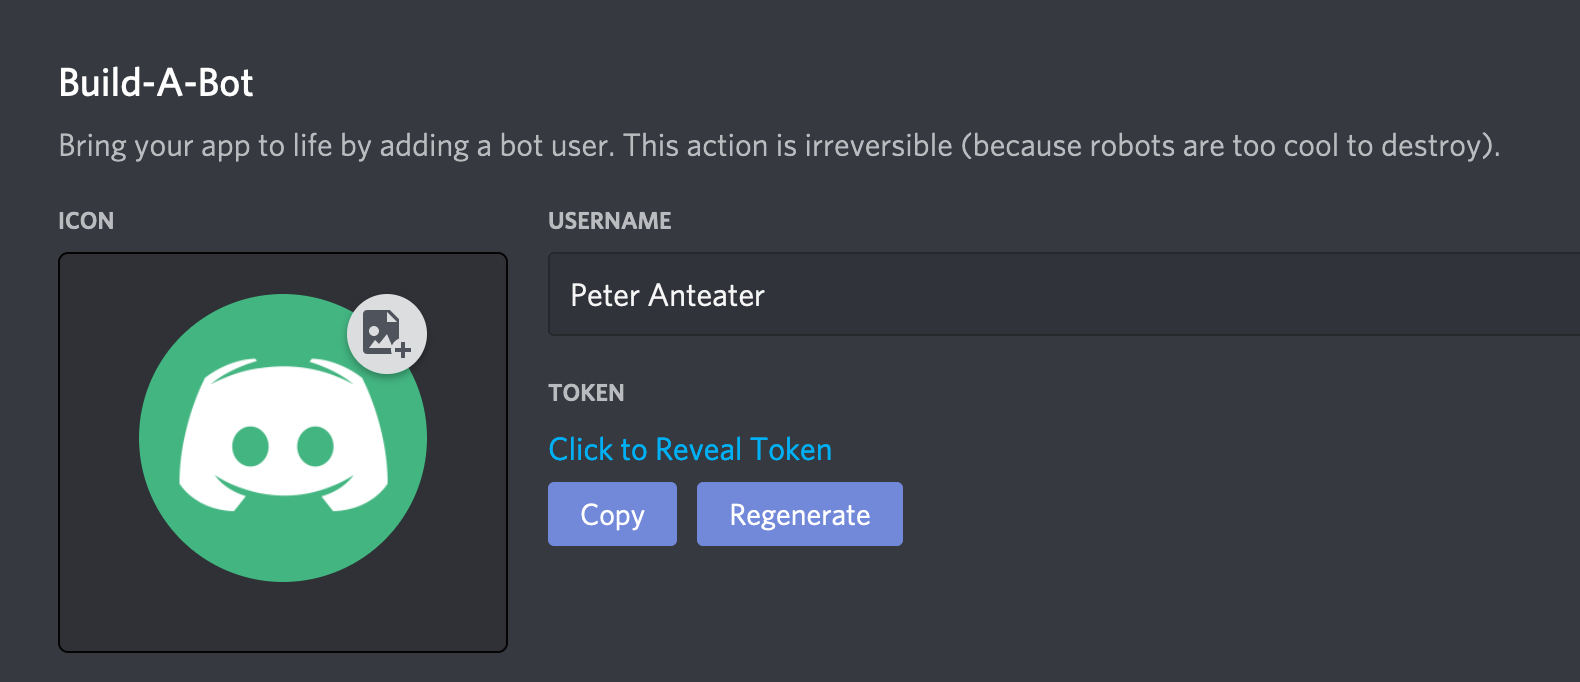 Build-A-Bot
Bring your app to life by adding a bot user. This action is irreversible (because robots are too cool to destroy).
ICON
USERNAME
Peter Anteater
TOKEN
Click to Reveal Token
Copy
Regenerate